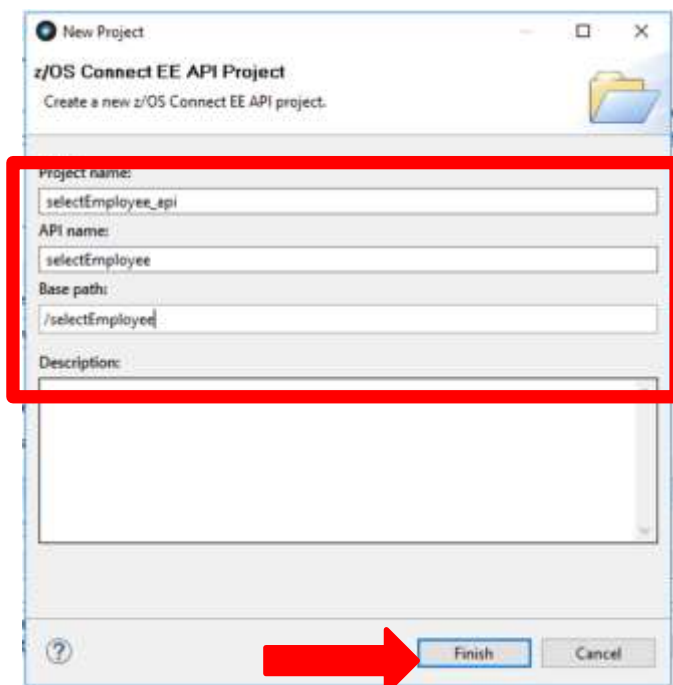 New Project
z/OS Connect EE API Project
Create a new z/OS Connect EE API project.
Project name:
selectEmployee_api
API name:
selectEmployee
Base path:
/selectEmployee
Description:
?
Finish
Cancel